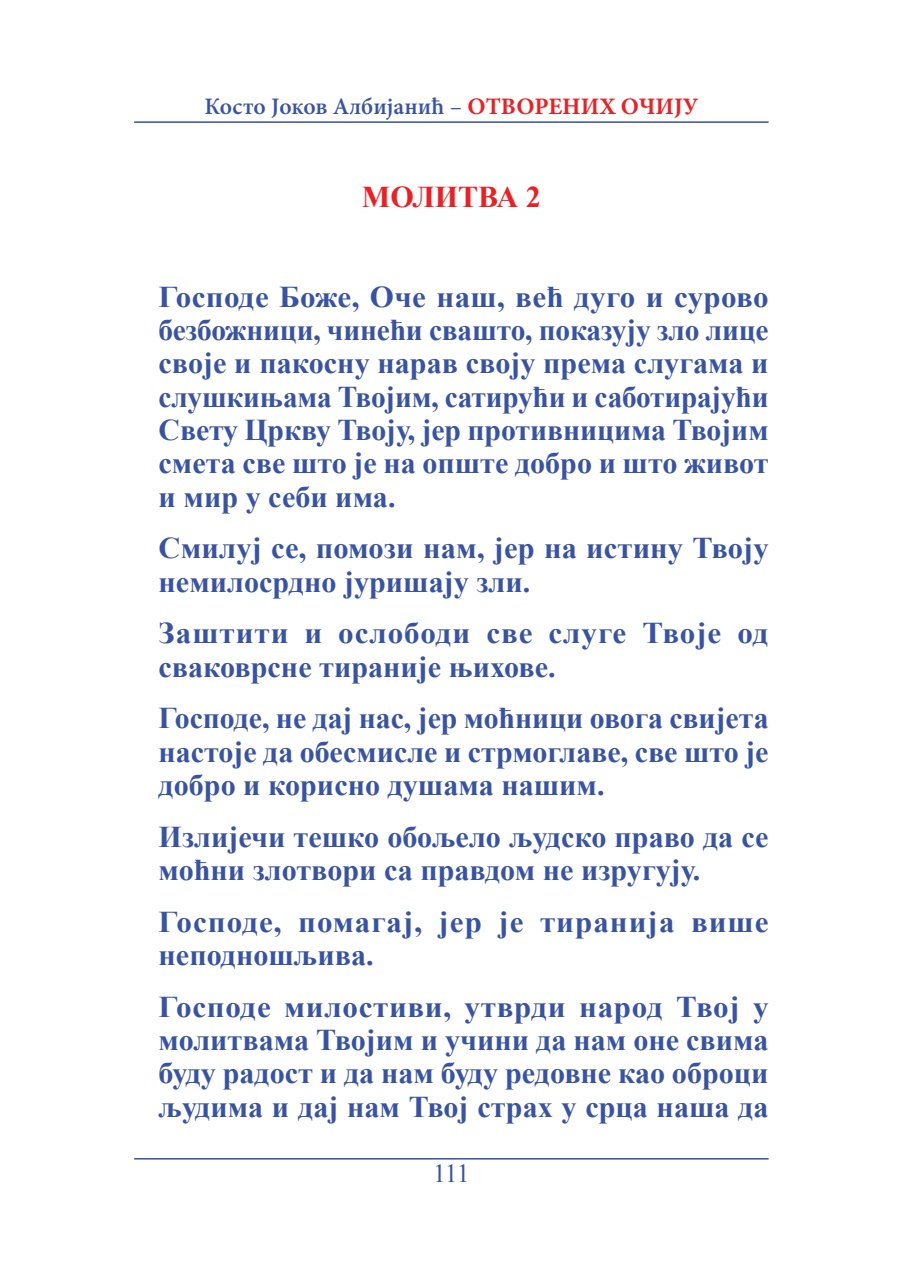 Косто Јоков Албијанић – ОТВОРЕНИХ ОЧИЈУ
МОЛИТВА 2
Господе Боже, Оче наш, већ дуго и сурово
безбожници, чинећи свашто, показују зло лице
своје и пакосну нарав своју према слугама и
слушкињама Твојим, сатирући и саботирајући
Свету Цркву Твоју, јер противницима Твојим
смета све што је на опште добро и што живот
и мир у себи има.
Смилуј се, помози нам, јер на истину Твоју
немилосрдно јуришају зли.
Заштити и ослободи све слуге Твоје од
сваковрсне тираније њихове.
Господе, не дај нас, јер моћници овога свијета
настоје да обесмисле и стрмоглаве, све што је
добро и корисно душама нашим.
Излијечи тешко обољело људско право да се
моћни злотвори са правдом не изругују.
Господе, помагај, јер је тиранија више
неподношљива.
Господе милостиви, утврди народ Твој у
молитвама Твојим и учини да нам оне свима
буду радост и да нам буду редовне као оброци
људима и дај нам Твој страх у срца наша да
111